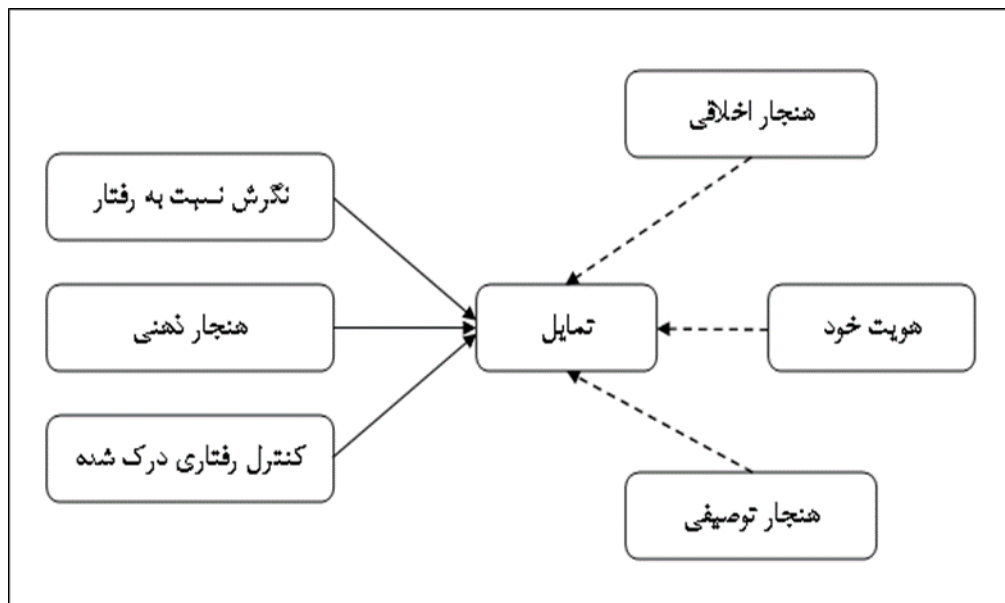 هنجار اخلاقی
نگرش نسبت به رفتار
هنجار ذهنی
تمایل
هویت خود
کنترل رفتاری درک شده
هنجار توصیفی